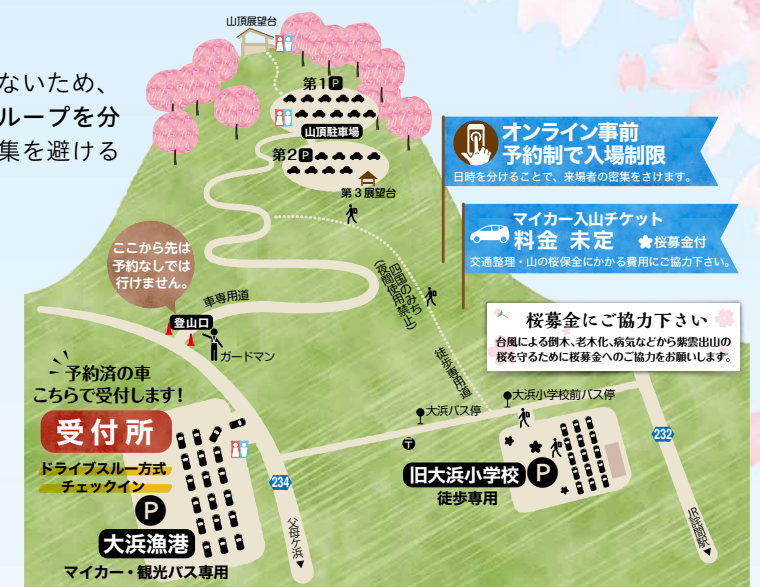 山頂展望台
ないため、
ループを分
集を避ける
第1P
山頂駐車場
第2P
第3展望台
オンライン事前
予約制で入場制限
日時を分けることで、来場者の密集をさけます。
マイカー入山チケット
料金 未定 桜募金付
交通整理・山の桜保全にかかる費用にご協力下さい。
ここから先は
予約なしでは
行けません。
車専用道
四国のみち
(夜間使用禁止)
登山口
ガードマン
徒歩専用道
桜募金にご協力下さい
台風による倒木、老木化、病気などから紫雲出山の
桜を守るために桜募金へのご協力をお願いします。
予約済の車
こちらで受付します!
受付所
ドライブスルー方式
チェックイン
P
大浜漁港
マイカー・観光バス専用
大浜バス停
大浜小学校前バス停
旧大浜小学校 P
徒歩専用
234
232
父母ヶ浜
JR詫間駅